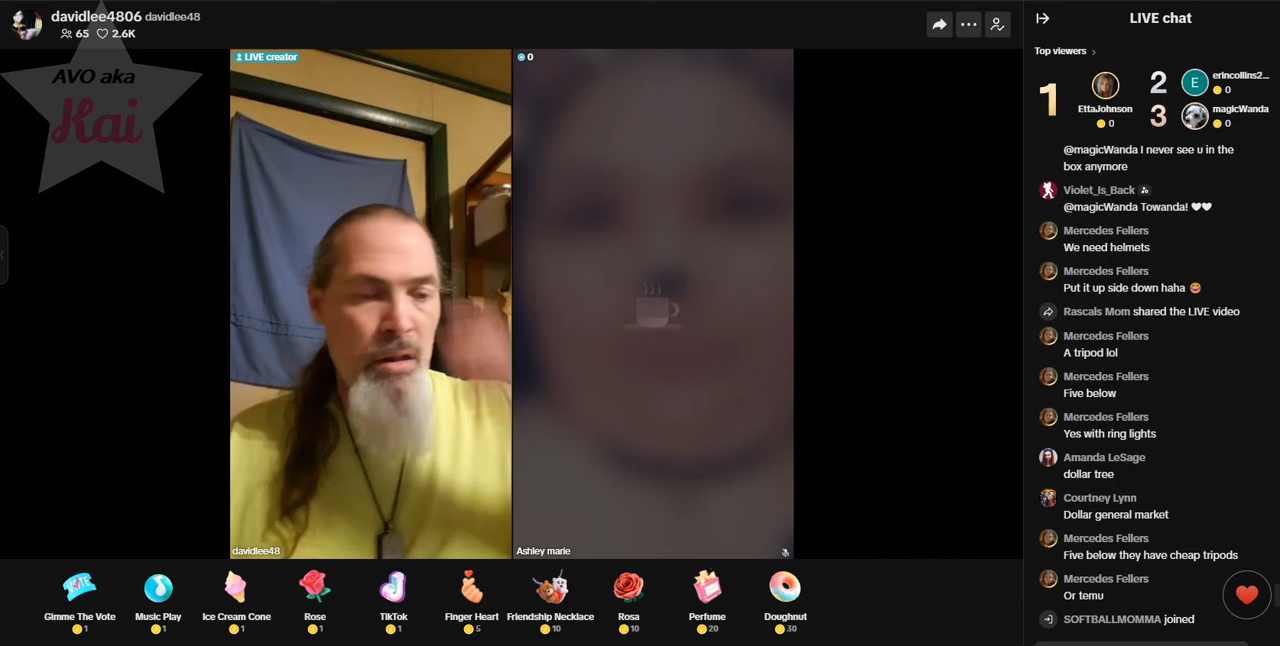 davidlee4806 davidlee48
65 2.6K
AVO aka
Kai
LIVE creator
0
davidlee48
Ashley marie
Gimme The Vote
1
Music Play
1
Ice Cream Cone
1
Rose
1
TikTok
1
Finger Heart
5
Friendship Necklace
10
Rosa
10
Perfume
20
Doughnut
30
LIVE chat
Top viewers
1
EttaJohnson
0
2
E
erincollins2...
0
3
magicWanda
0
@magicWanda I never see u in the
box anymore
Violet_Is_Back
@magicWanda Towanda!
Mercedes Fellers
We need helmets
Mercedes Fellers
Put it up side down haha
Rascals Mom shared the LIVE video
Mercedes Fellers
A tripod lol
Mercedes Fellers
Five below
Mercedes Fellers
Yes with ring lights
Amanda LeSage
dollar tree
Courtney Lynn
Dollar general market
Mercedes Fellers
Five below they have cheap tripods
Mercedes Fellers
Or temu
SOFTBALLMOMMA joined